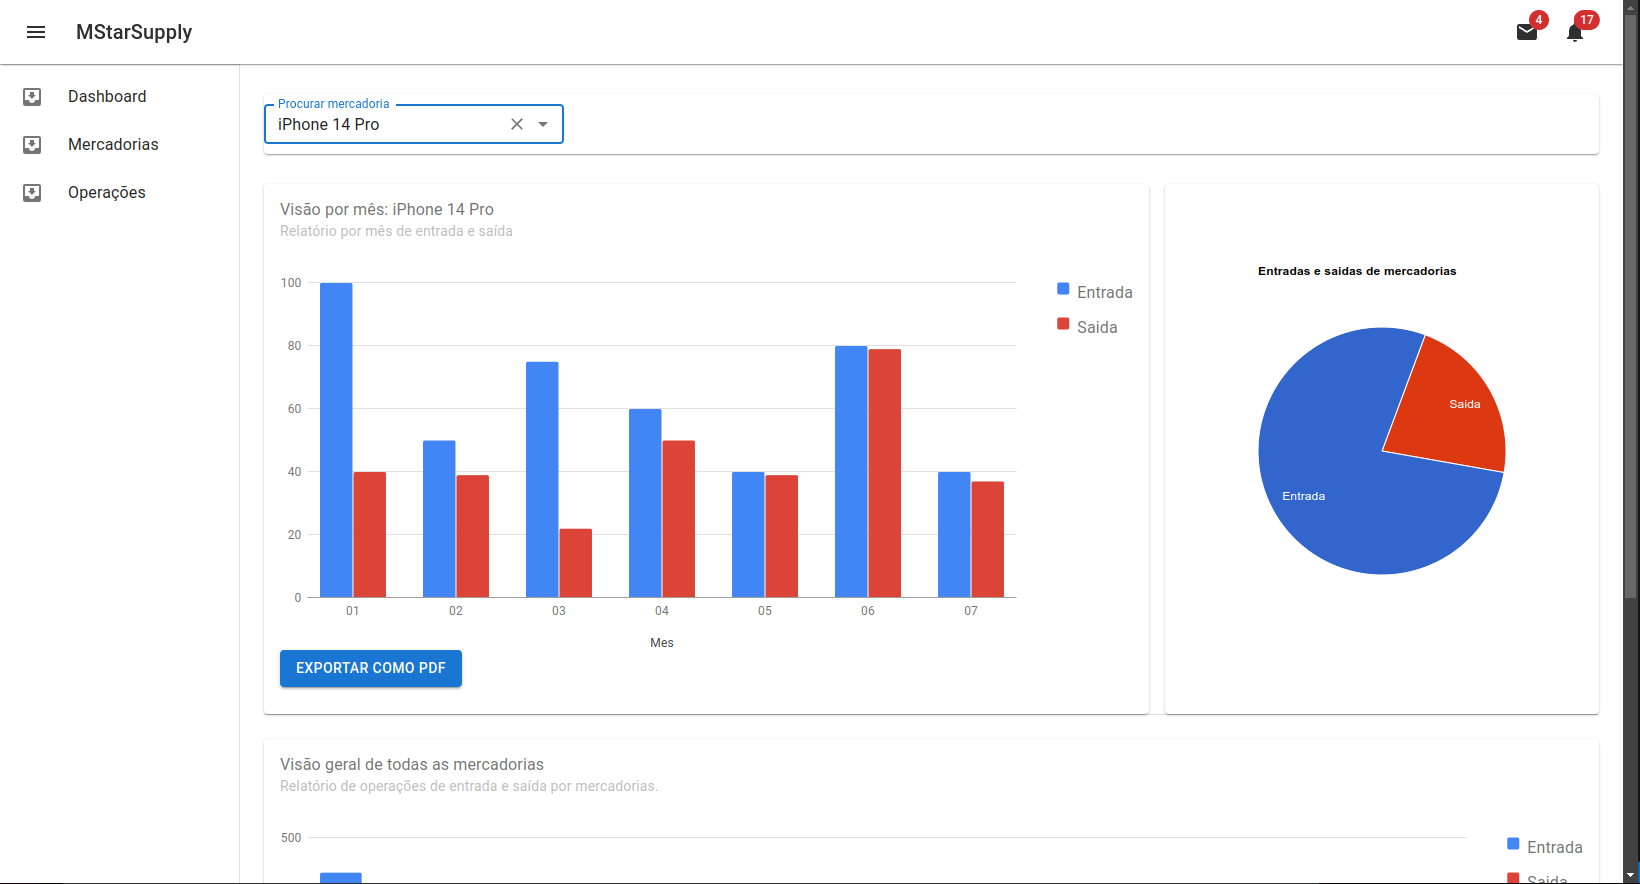 MStarSupply
4
17
Dashboard
Mercadorias
Operações
Procurar mercadoria
iPhone 14 Pro
Visão por mês: iPhone 14 Pro
Relatório por mês de entrada e saída
100
80
60
40
20
0
01 02 03 04 05 06 07
Mes
Entrada
Saida
EXPORTAR COMO PDF
Entradas e saidas de mercadorias
Saida
Entrada
Visão geral de todas as mercadorias
Relatório de operações de entrada e saída por mercadorias.
500
Entrada
Saida